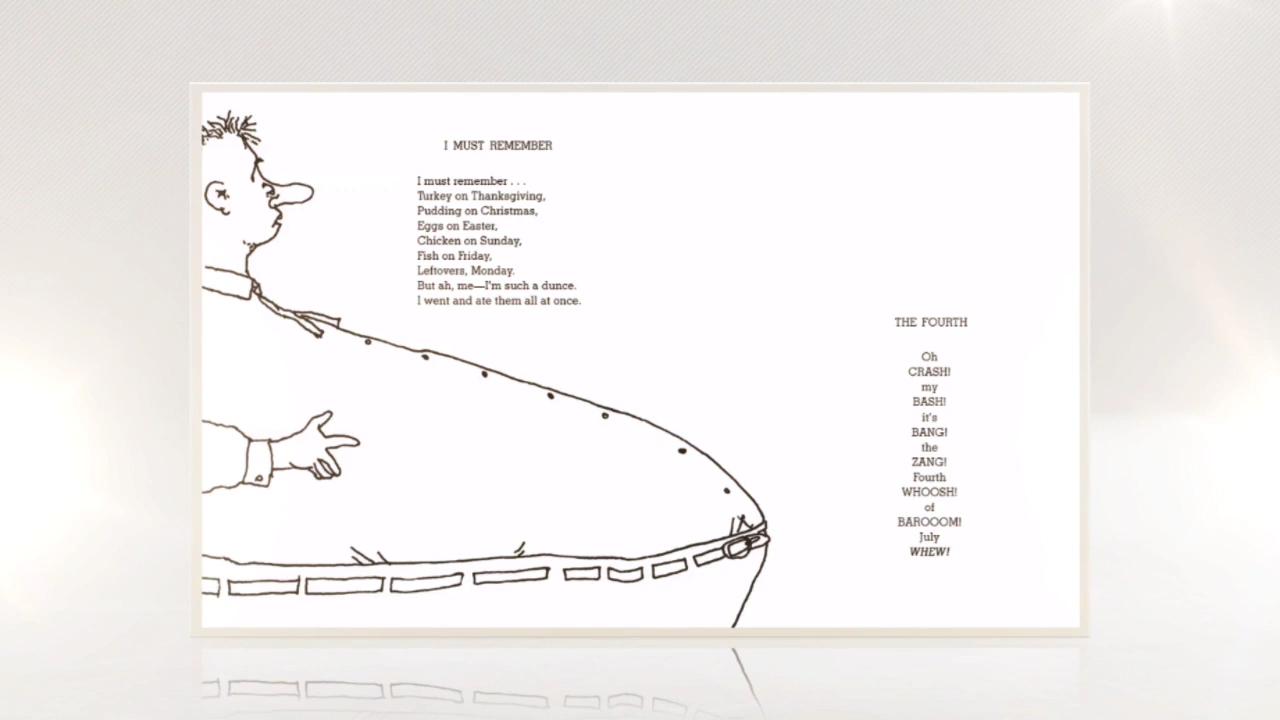 I MUST REMEMBER
I must remember . . .
Turkey on Thanksgiving,
Pudding on Christmas,
Eggs on Easter,
Chicken on Sunday,
Fish on Friday,
Leftovers, Monday.
But ah, me—I'm such a dunce.
I went and ate them all at once.
THE FOURTH
Oh
CRASH!
my
BASH!
it's
BANG!
the
ZANG!
Fourth
WHOOSH!
of
BAROOOM!
July
WHEW!